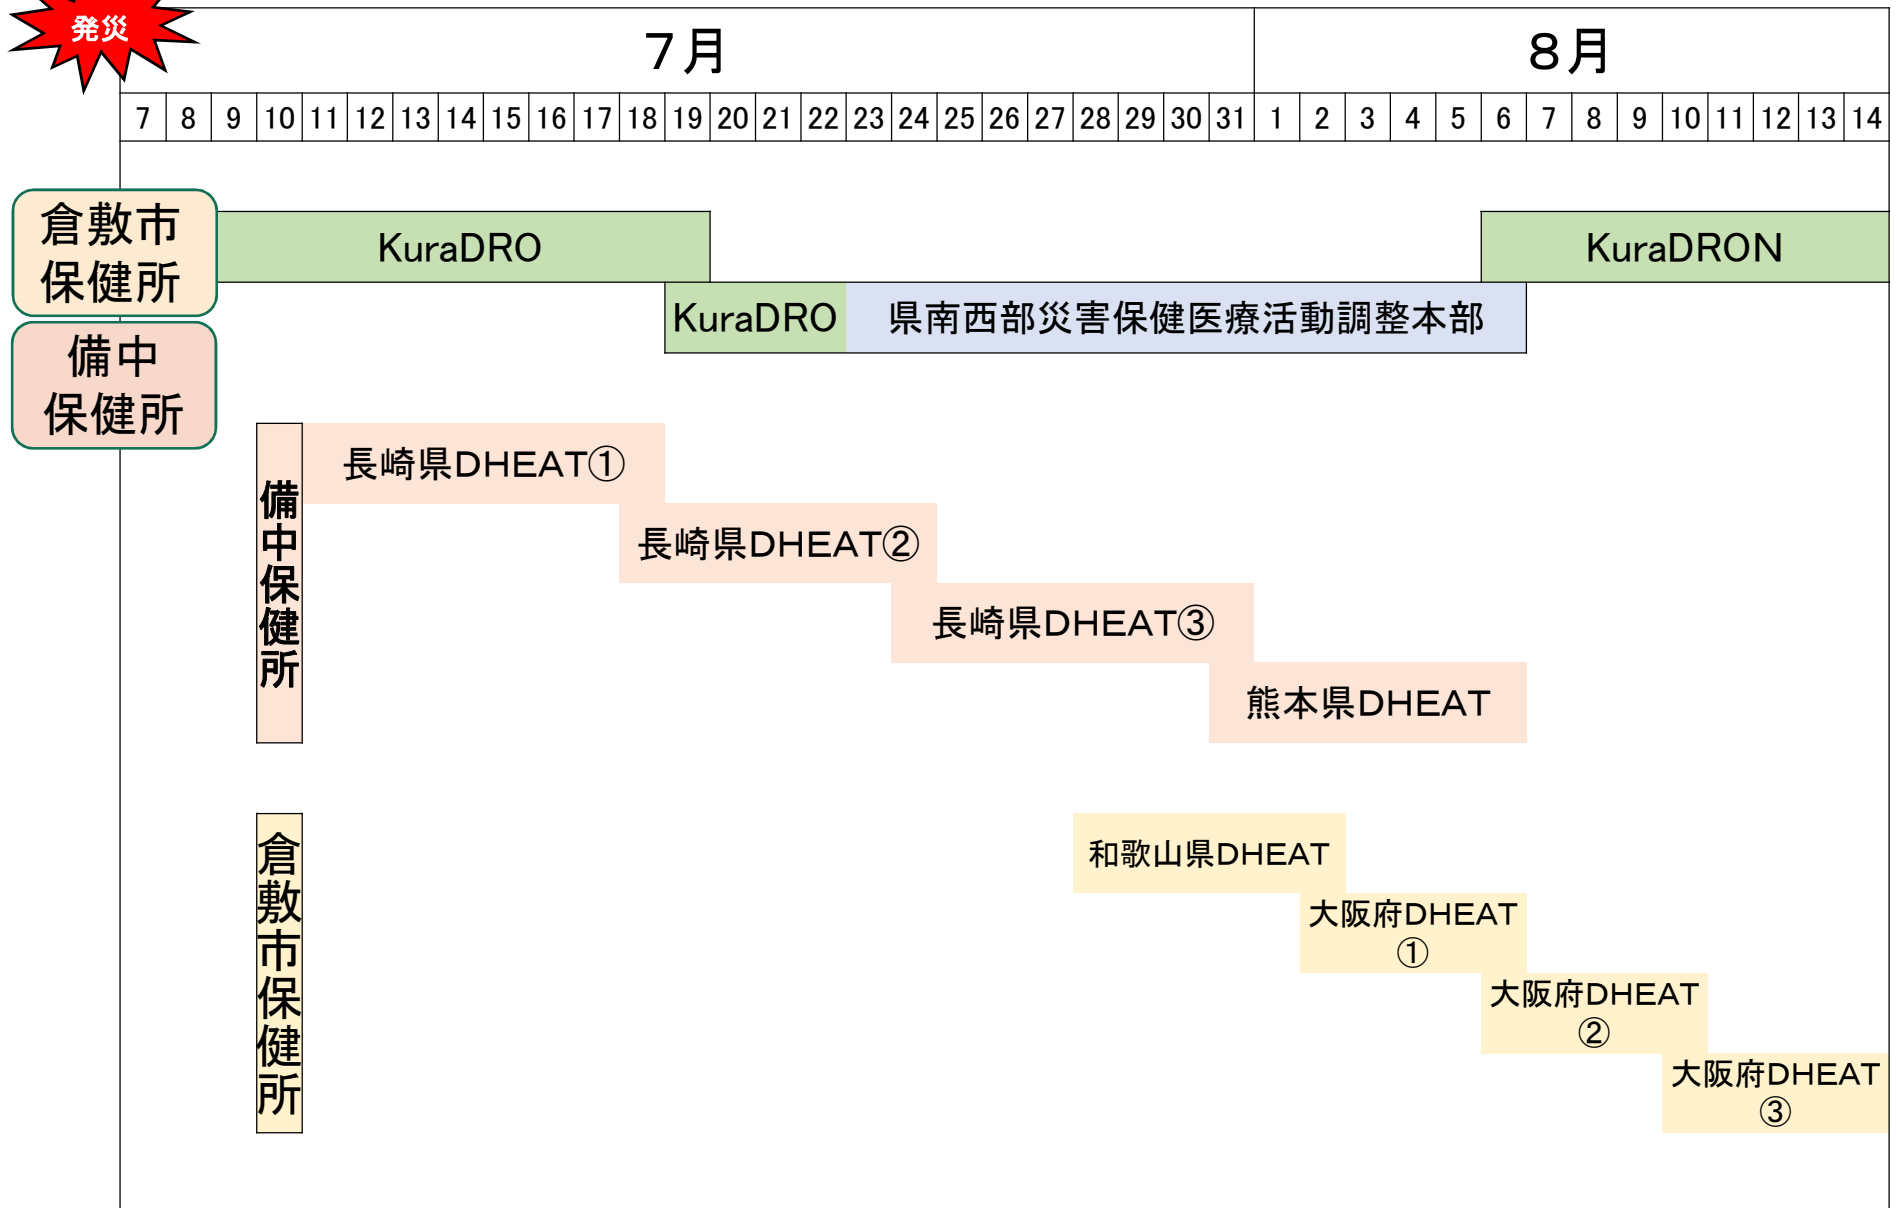 発災
７月
８月
7 8 9 10 11 12 13 14 15 16 17 18 19 20 21 22 23 24 25 26 27 28 29 30 31 1 2 3 4 5 6 7 8 9 10 11 12 13 14
倉敷市
保健所
KuraDRO
KuraDRON
KuraDRO
県南西部災害保健医療活動調整本部
備中
保健所
備中保健所
長崎県DHEAT①
長崎県DHEAT②
長崎県DHEAT③
熊本県DHEAT
倉敷市保健所
和歌山県DHEAT
大阪府DHEAT
①
大阪府DHEAT
②
大阪府DHEAT
③